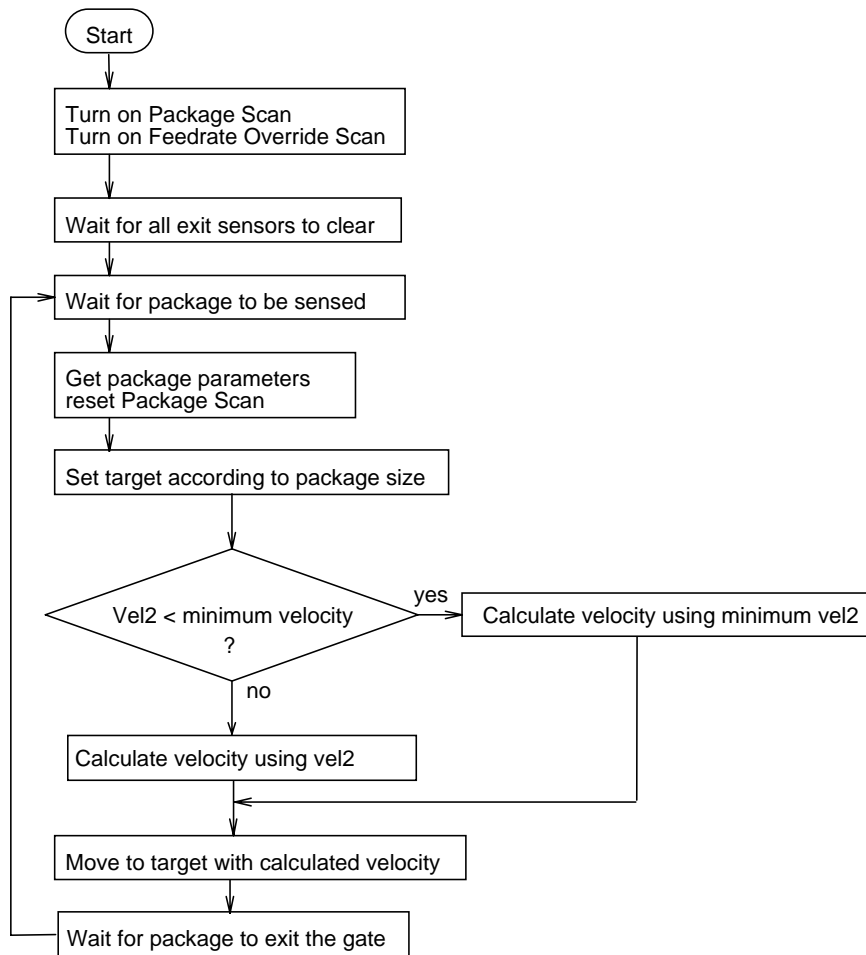 Start
Turn on Package Scan
Turn on Feedrate Override Scan
Wait for all exit sensors to clear
Wait for package to be sensed
Get package parameters
reset Package Scan
Set target according to package size
Vel2 < minimum velocity
?
yes
Calculate velocity using minimum vel2
no
Calculate velocity using vel2
Move to target with calculated velocity
Wait for package to exit the gate